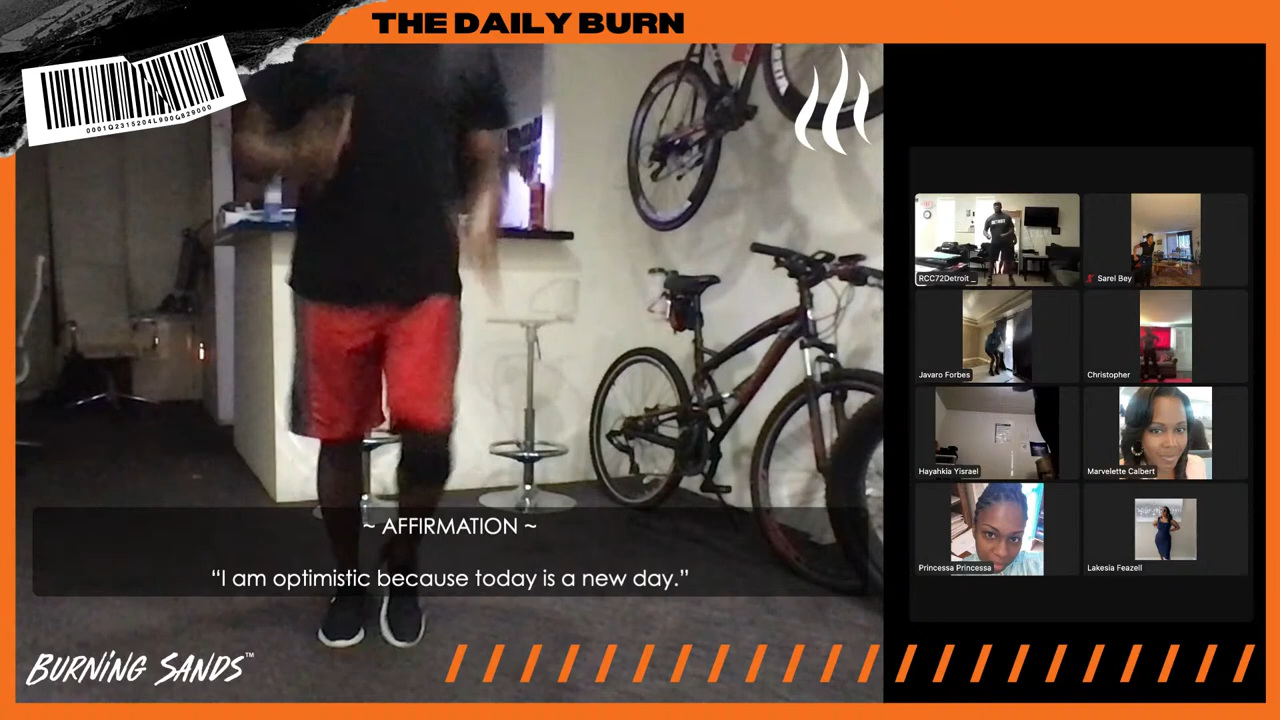 THE DAILY BURN
0001Q2315204L900G829000
RCC72Detroit _
Sarel Bey
Javaro Forbes
Christopher
Hayahkia Yisrael
Marvelette Calbert
Princessa Princessa
Lakesia Feazell
~ AFFIRMATION ~
“I am optimistic because today is a new day.”
BURNING SANDS™